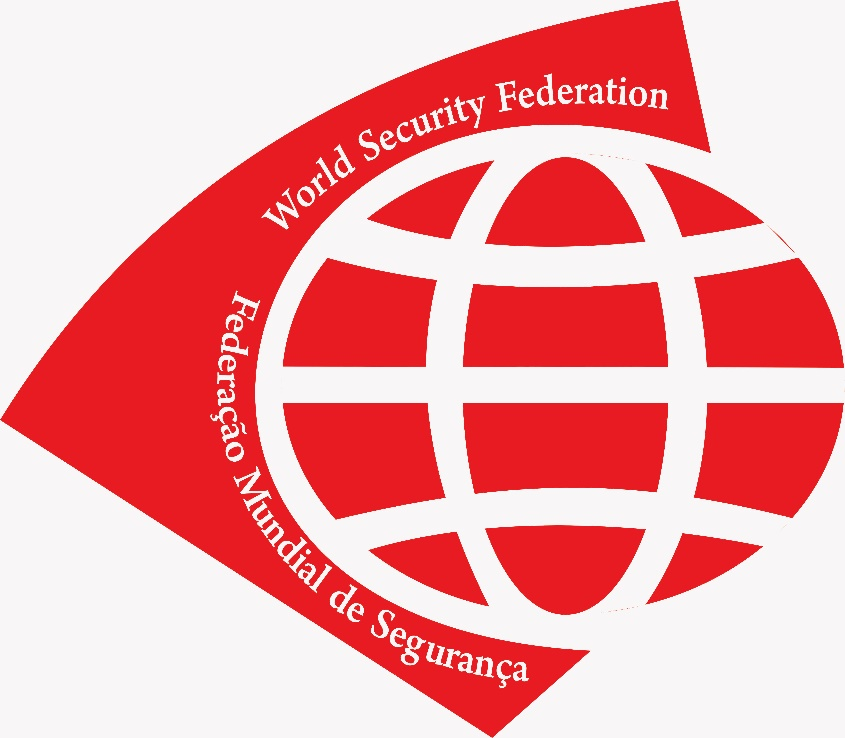 World Security Federation
Federação Mundial de Segurança